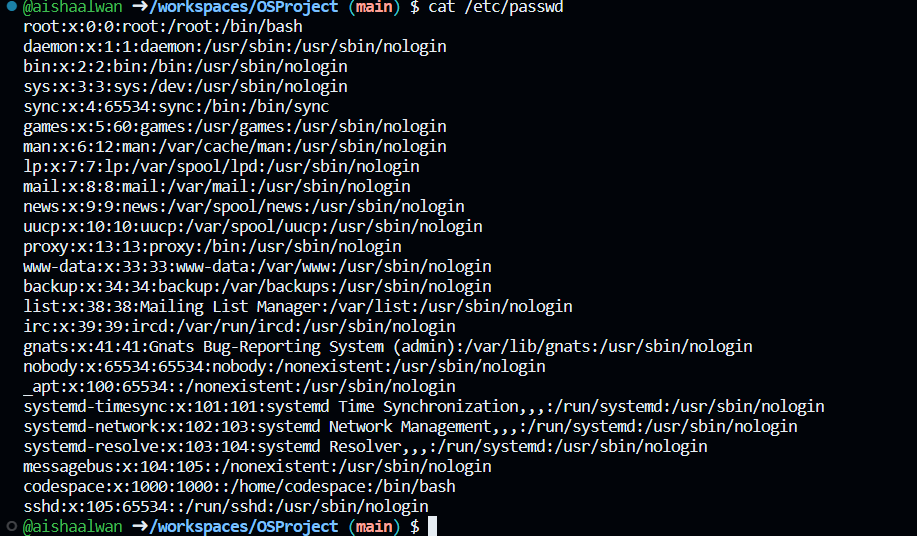 @aishaalwan ➜/workspaces/OSProject (main) $ cat /etc/passwd
root:x:0:0:root:/root:/bin/bash
daemon:x:1:1:daemon:/usr/sbin:/usr/sbin/nologin
bin:x:2:2:bin:/bin:/usr/sbin/nologin
sys:x:3:3:sys:/dev:/usr/sbin/nologin
sync:x:4:65534:sync:/bin:/bin/sync
games:x:5:60:games:/usr/games:/usr/sbin/nologin
man:x:6:12:man:/var/cache/man:/usr/sbin/nologin
lp:x:7:7:lp:/var/spool/lpd:/usr/sbin/nologin
mail:x:8:8:mail:/var/mail:/usr/sbin/nologin
news:x:9:9:news:/var/spool/news:/usr/sbin/nologin
uucp:x:10:10:uucp:/var/spool/uucp:/usr/sbin/nologin
proxy:x:13:13:proxy:/bin:/usr/sbin/nologin
www-data:x:33:33:www-data:/var/www:/usr/sbin/nologin
backup:x:34:34:backup:/var/backups:/usr/sbin/nologin
list:x:38:38:Mailing List Manager:/var/list:/usr/sbin/nologin
irc:x:39:39:ircd:/var/run/ircd:/usr/sbin/nologin
gnats:x:41:41:Gnats Bug-Reporting System (admin):/var/lib/gnats:/usr/sbin/nologin
nobody:x:65534:65534:nobody:/nonexistent:/usr/sbin/nologin
_apt:x:100:65534::/nonexistent:/usr/sbin/nologin
systemd-timesync:x:101:101:systemd Time Synchronization,,,:/run/systemd:/usr/sbin/nologin
systemd-network:x:102:103:systemd Network Management,,,:/run/systemd:/usr/sbin/nologin
systemd-resolve:x:103:104:systemd Resolver,,,:/run/systemd:/usr/sbin/nologin
messagebus:x:104:105::/nonexistent:/usr/sbin/nologin
codespace:x:1000:1000::/home/codespace:/bin/bash
sshd:x:105:65534::/run/sshd:/usr/sbin/nologin
@aishaalwan ➜/workspaces/OSProject (main) $